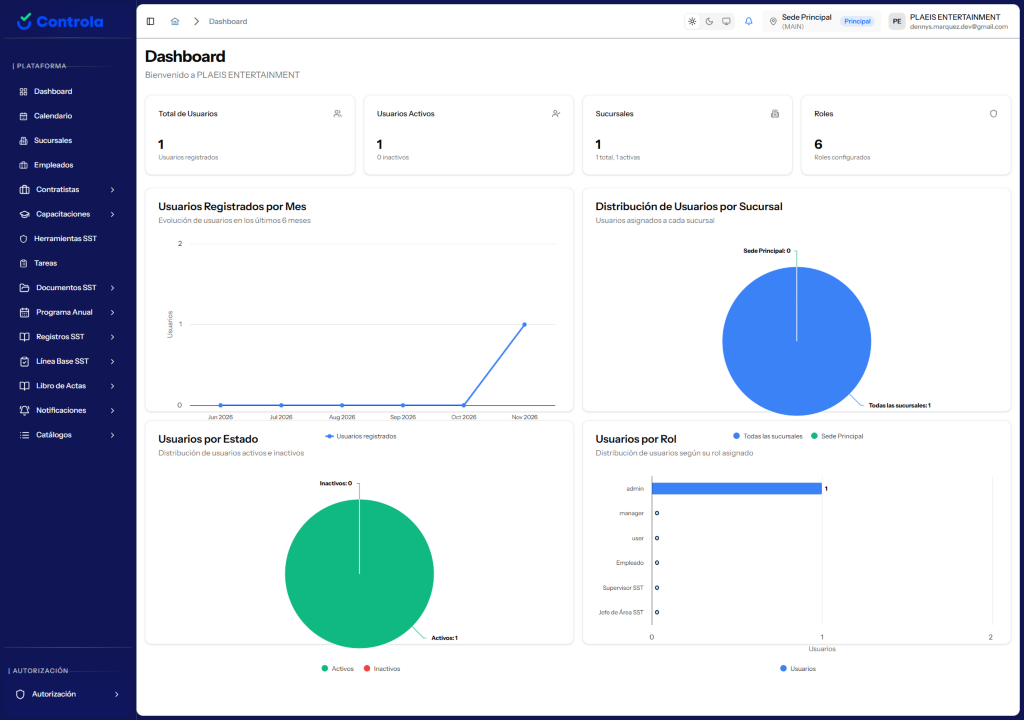 Controla
| PLATAFORMA
Dashboard
Calendario
Sucursales
Empleados
Contratistas
Capacitaciones
Herramientas SST
Tareas
Documentos SST
Programa Anual
Registros SST
Línea Base SST
Libro de Actas
Notificaciones
Catálogos
| AUTORIZACIÓN
Autorización
Dashboard
Sede Principal
(MAIN)
Principal
PE
PLAEIS ENTERTAINMENT
dennys.marquez.dev@gmail.com
Dashboard
Bienvenido a PLAEIS ENTERTAINMENT
Total de Usuarios
1
Usuarios registrados
Usuarios Activos
1
0 inactivos
Sucursales
1
1 total, 1 activas
Roles
6
Roles configurados
Usuarios Registrados por Mes
Evolución de usuarios en los últimos 6 meses
2
1
0
Usuarios
Jun 2026
Jul 2026
Aug 2026
Sep 2026
Oct 2026
Nov 2026
Usuarios registrados
Distribución de Usuarios por Sucursal
Usuarios asignados a cada sucursal
Sede Principal: 0
Todas las sucursales: 1
Todas las sucursales
Sede Principal
Usuarios por Estado
Distribución de usuarios activos e inactivos
Inactivos: 0
Activos: 1
Activos
Inactivos
Usuarios por Rol
Distribución de usuarios según su rol asignado
admin
1
manager
0
user
0
Empleado
0
Supervisor SST
0
Jefe de Área SST
0
0
1
2
Usuarios
Usuarios